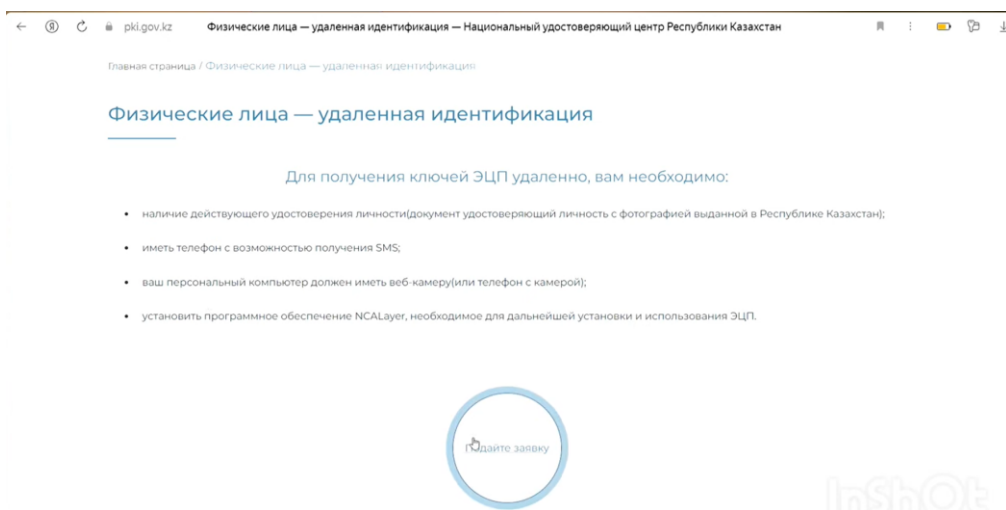 pki.gov.kz Физические лица — удаленная идентификация — Национальный удостоверяющий центр Республики Казахстан
Главная страница / Физические лица — удаленная идентификация
Физические лица — удаленная идентификация
Для получения ключей ЭЦП удаленно, вам необходимо:
• наличие действующего удостоверения личности(документ удостоверяющий личность с фотографией выданной в Республике Казахстан);
• иметь телефон с возможностью получения SMS;
• ваш персональный компьютер должен иметь веб-камеру(или телефон с камерой);
• установить программное обеспечение NCALayer, необходимое для дальнейшей установки и использования ЭЦП.
Подайте заявку
InShOt